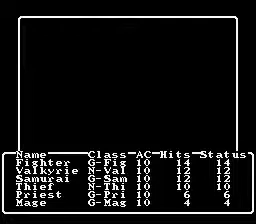 Name Class AC Hits Status
Fighter G-Fig 10 14 14
Valkyrie N-Val 10 12 12
Samurai G-Sam 10 12 12
Thief N-Thi 10 10 10
Priest G-Pri 10 6 6
Mage G-Mag 10 4 4